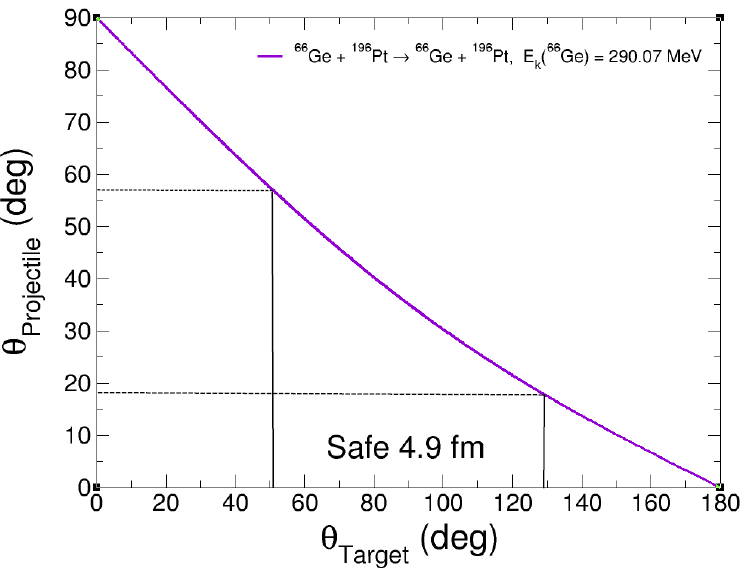 90
80
70
60
50
40
30
20
10
0
θProjectile (deg)
⁶⁶Ge + ¹⁹⁶Pt → ⁶⁶Ge + ¹⁹⁶Pt, Eₖ(⁶⁶Ge) = 290.07 MeV
Safe 4.9 fm
0 20 40 60 80 100 120 140 160 180
θTarget (deg)